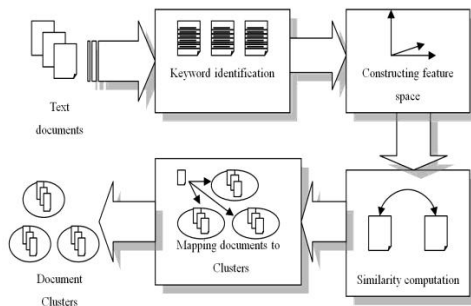 Text
documents
Keyword identification
Constructing feature
space
Similarity computation
Mapping documents to
Clusters
Document
Clusters